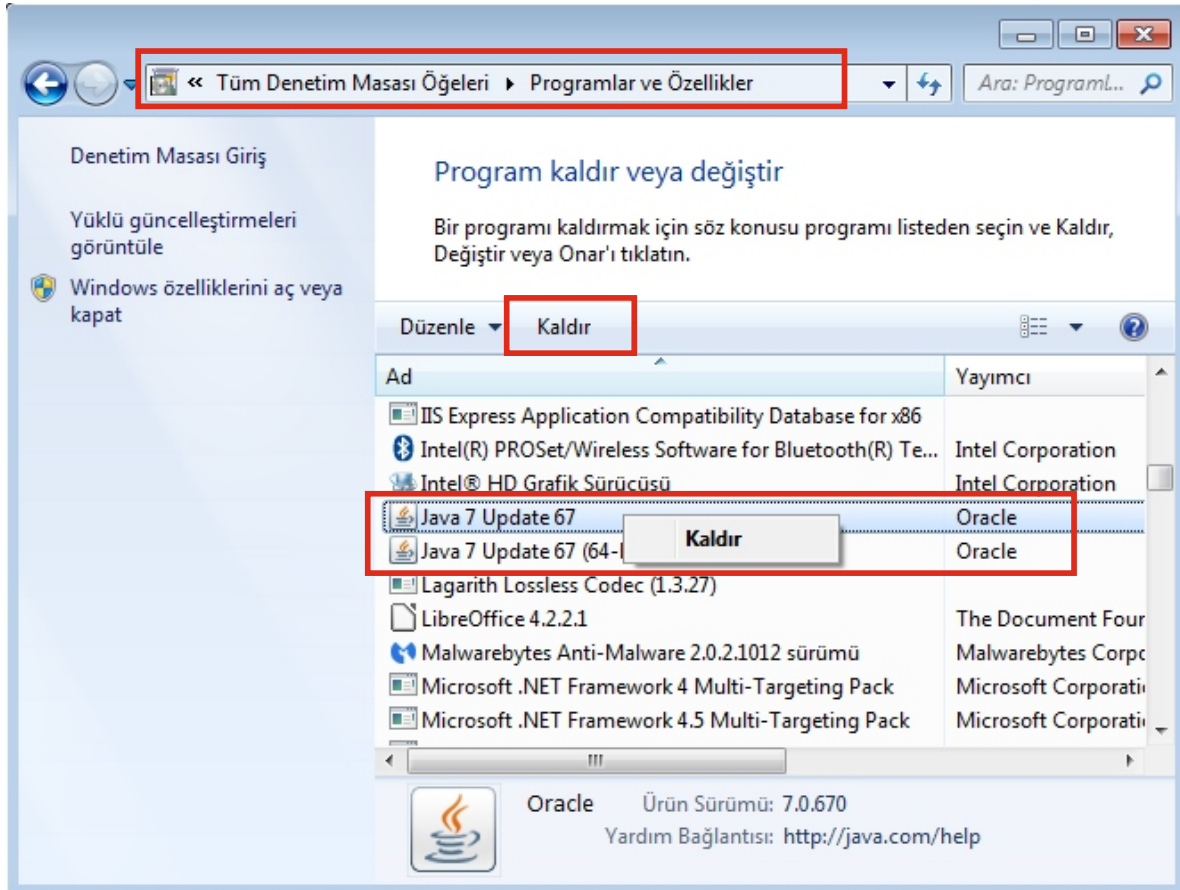 « Tüm Denetim Masası Öğeleri Programlar ve Özellikler
Ara: Programl...
Denetim Masası Giriş
Yüklü güncelleştirmeleri
görüntüle
Windows özelliklerini aç veya
kapat
Program kaldır veya değiştir
Bir programı kaldırmak için söz konusu programı listeden seçin ve Kaldır,
Değiştir veya Onar'ı tıklatın.
Düzenle Kaldır
Ad Yayımcı
IIS Express Application Compatibility Database for x86
Intel(R) PROSet/Wireless Software for Bluetooth(R) Te... Intel Corporation
Intel® HD Grafik Sürücüsü Intel Corporation
Java 7 Update 67 Oracle
Kaldır
Java 7 Update 67 (64- Oracle
Lagarith Lossless Codec (1.3.27)
LibreOffice 4.2.2.1 The Document Four
Malwarebytes Anti-Malware 2.0.2.1012 sürümü Malwarebytes Corpc
Microsoft .NET Framework 4 Multi-Targeting Pack Microsoft Corporati
Microsoft .NET Framework 4.5 Multi-Targeting Pack Microsoft Corporati
Oracle Ürün Sürümü: 7.0.670
Yardım Bağlantısı: http://java.com/help